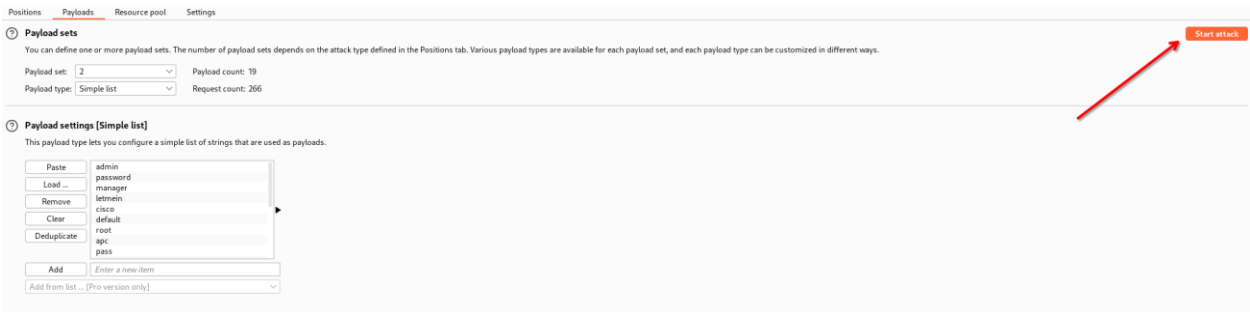 Positions Payloads Resource pool Settings
? Payload sets
Start attack
You can define one or more payload sets. The number of payload sets depends on the attack type defined in the Positions tab. Various payload types are available for each payload set, and each payload type can be customized in different ways.
Payload set: 2 Payload count: 19
Payload type: Simple list Request count: 266
? Payload settings [Simple list]
This payload type lets you configure a simple list of strings that are used as payloads.
Paste
Load ...
Remove
Clear
Deduplicate
admin
password
manager
letmein
cisco
default
root
apc
pass
Add Enter a new item
Add from list ... [Pro version only]